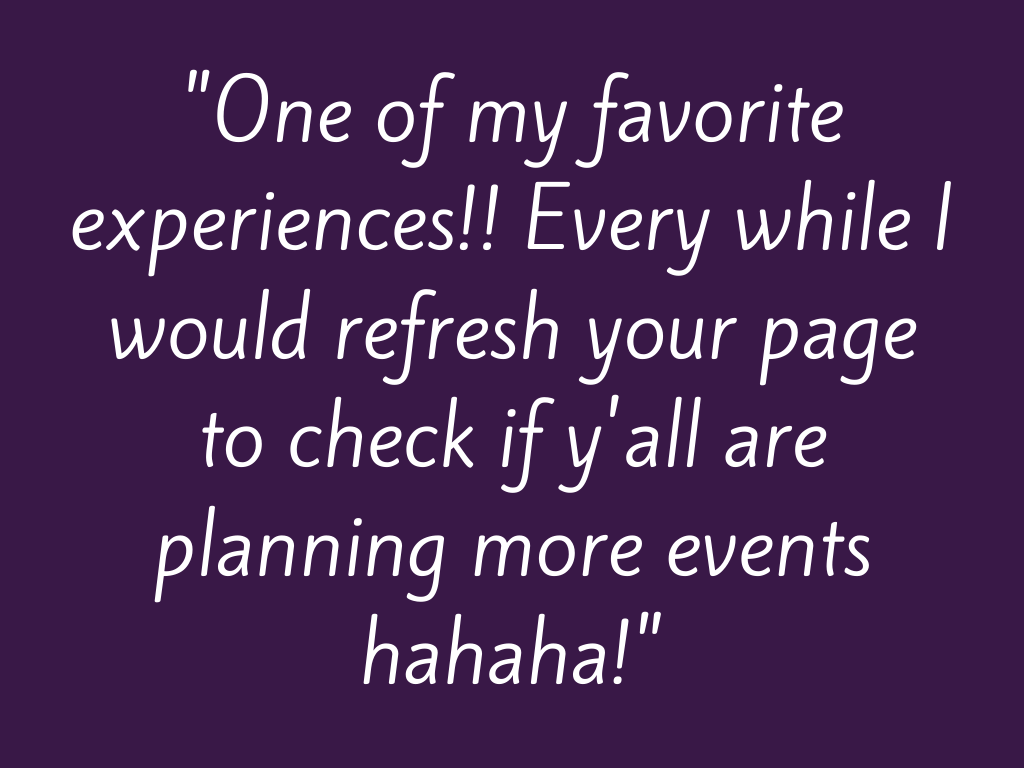 "One of my favorite
experiences!! Every while I
would refresh your page
to check if y'all are
planning more events
hahaha!"